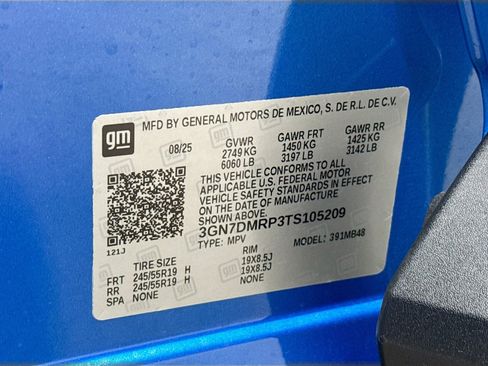 gm MFD BY GENERAL MOTORS DE MEXICO, S. DE R.L. DE C.V.
08/25 GVWR GAWR FRT GAWR RR
2749 KG 1450 KG 1425 KG
6060 LB 3197 LB 3142 LB
THIS VEHICLE CONFORMS TO ALL
APPLICABLE U.S. FEDERAL MOTOR
VEHICLE SAFETY STANDARDS IN EFFECT
ON THE DATE OF MANUFACTURE
SHOWN ABOVE.
3GN7DMRP3TS105209
TYPE: MPV MODEL: 391MB48
121J
TIRE SIZE RIM
FRT 245/55R19 H 19X8.5J
RR 245/55R19 H 19X8.5J
SPA NONE NONE